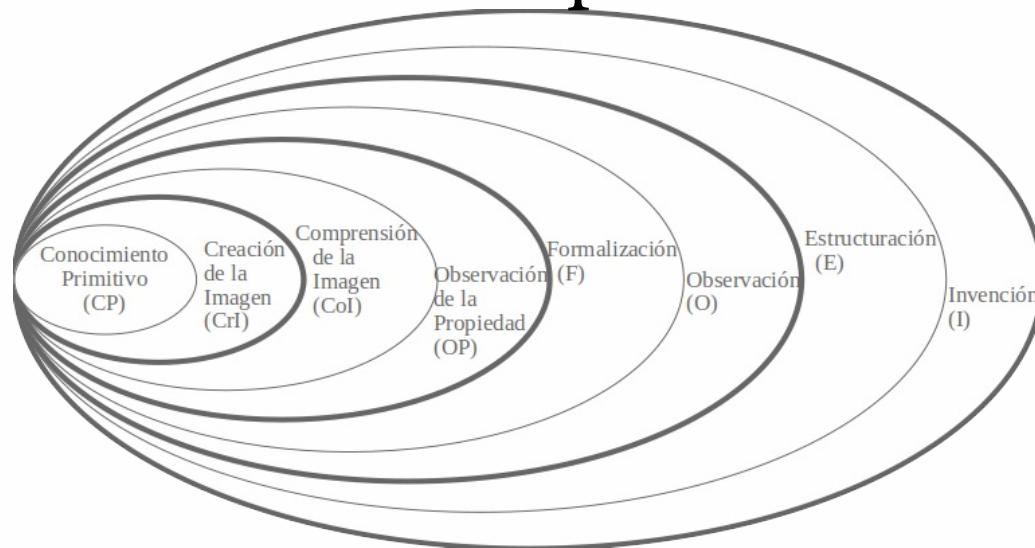 Conocimiento
Primitivo
(CP)
Creación
de la
Imagen
(CrI)
Comprensión
de la
Imagen
(CoI)
Observación
de la
Propiedad
(OP)
Formalización
(F)
Observación
(O)
Estructuración
(E)
Invención
(I)